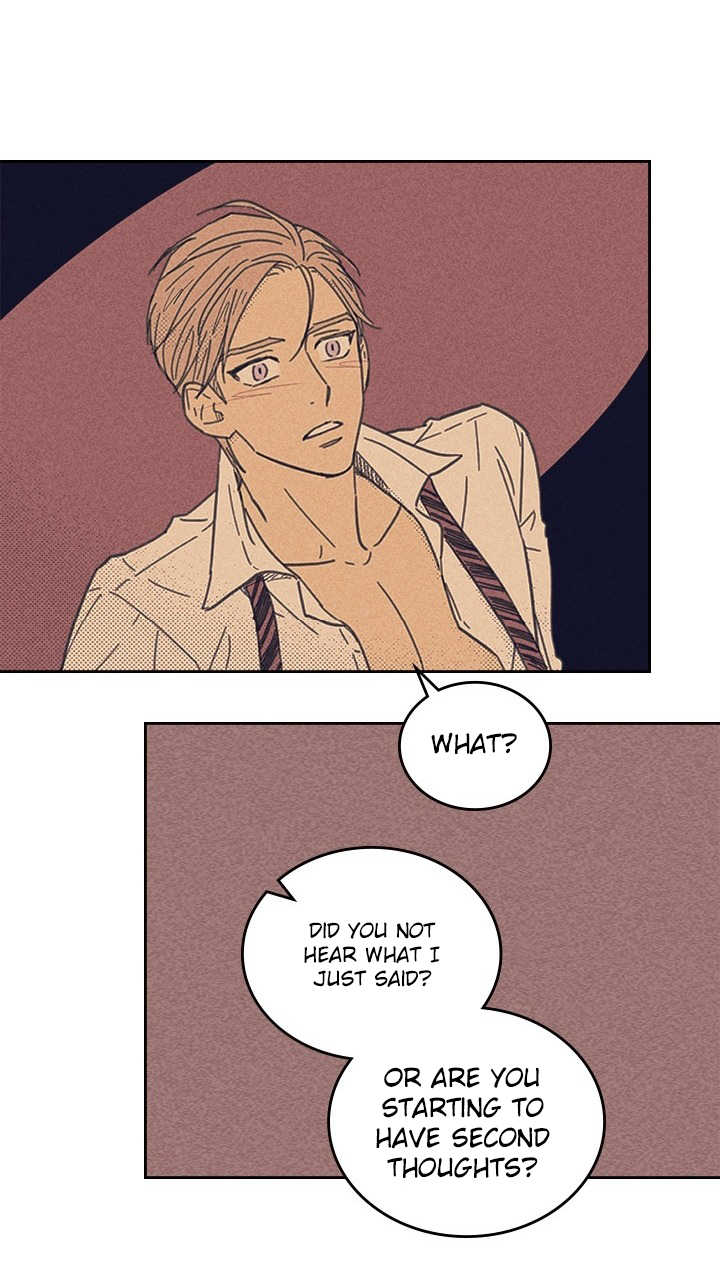 WHAT?
DID YOU NOT
HEAR WHAT I
JUST SAID?
OR ARE YOU
STARTING TO
HAVE SECOND
THOUGHTS?